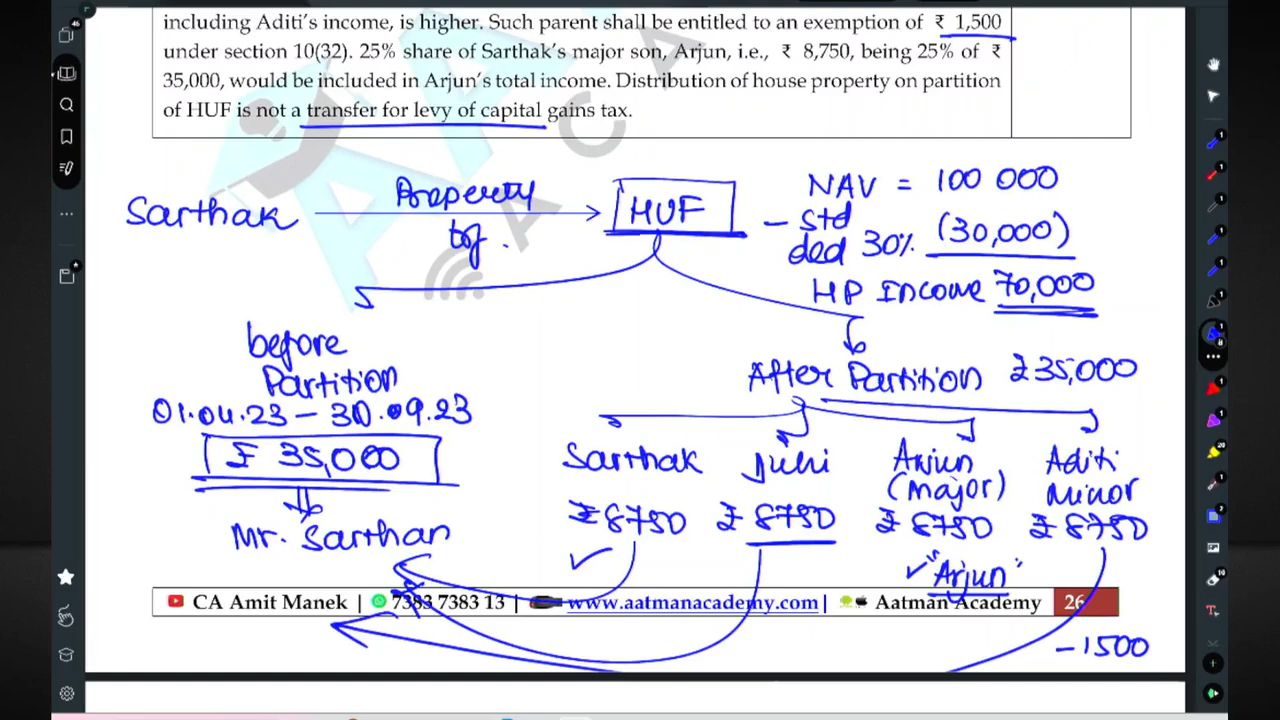 including Aditi's income, is higher. Such parent shall be entitled to an exemption of ₹ 1,500
under section 10(32). 25% share of Sarthak's major son, Arjun, i.e., ₹ 8,750, being 25% of ₹
35,000, would be included in Arjun's total income. Distribution of house property on partition
of HUF is not a transfer for levy of capital gains tax.
Sarthak Property trf. HUF
NAV = 100 000
- Std ded 30% (30,000)
HP Income 70,000
before
Partition
01.04.23 - 30.09.23
₹ 35,000
Mr. Sarthan
After Partition ₹35,000
Sarthak Juhi Arjun Aditi
(Major) Minor
₹8750 ₹8750 ₹8750 ₹8750
"Arjun"
CA Amit Manek | 7383 7383 13 | www.aatmanacademy.com | Aatman Academy 26
-1500